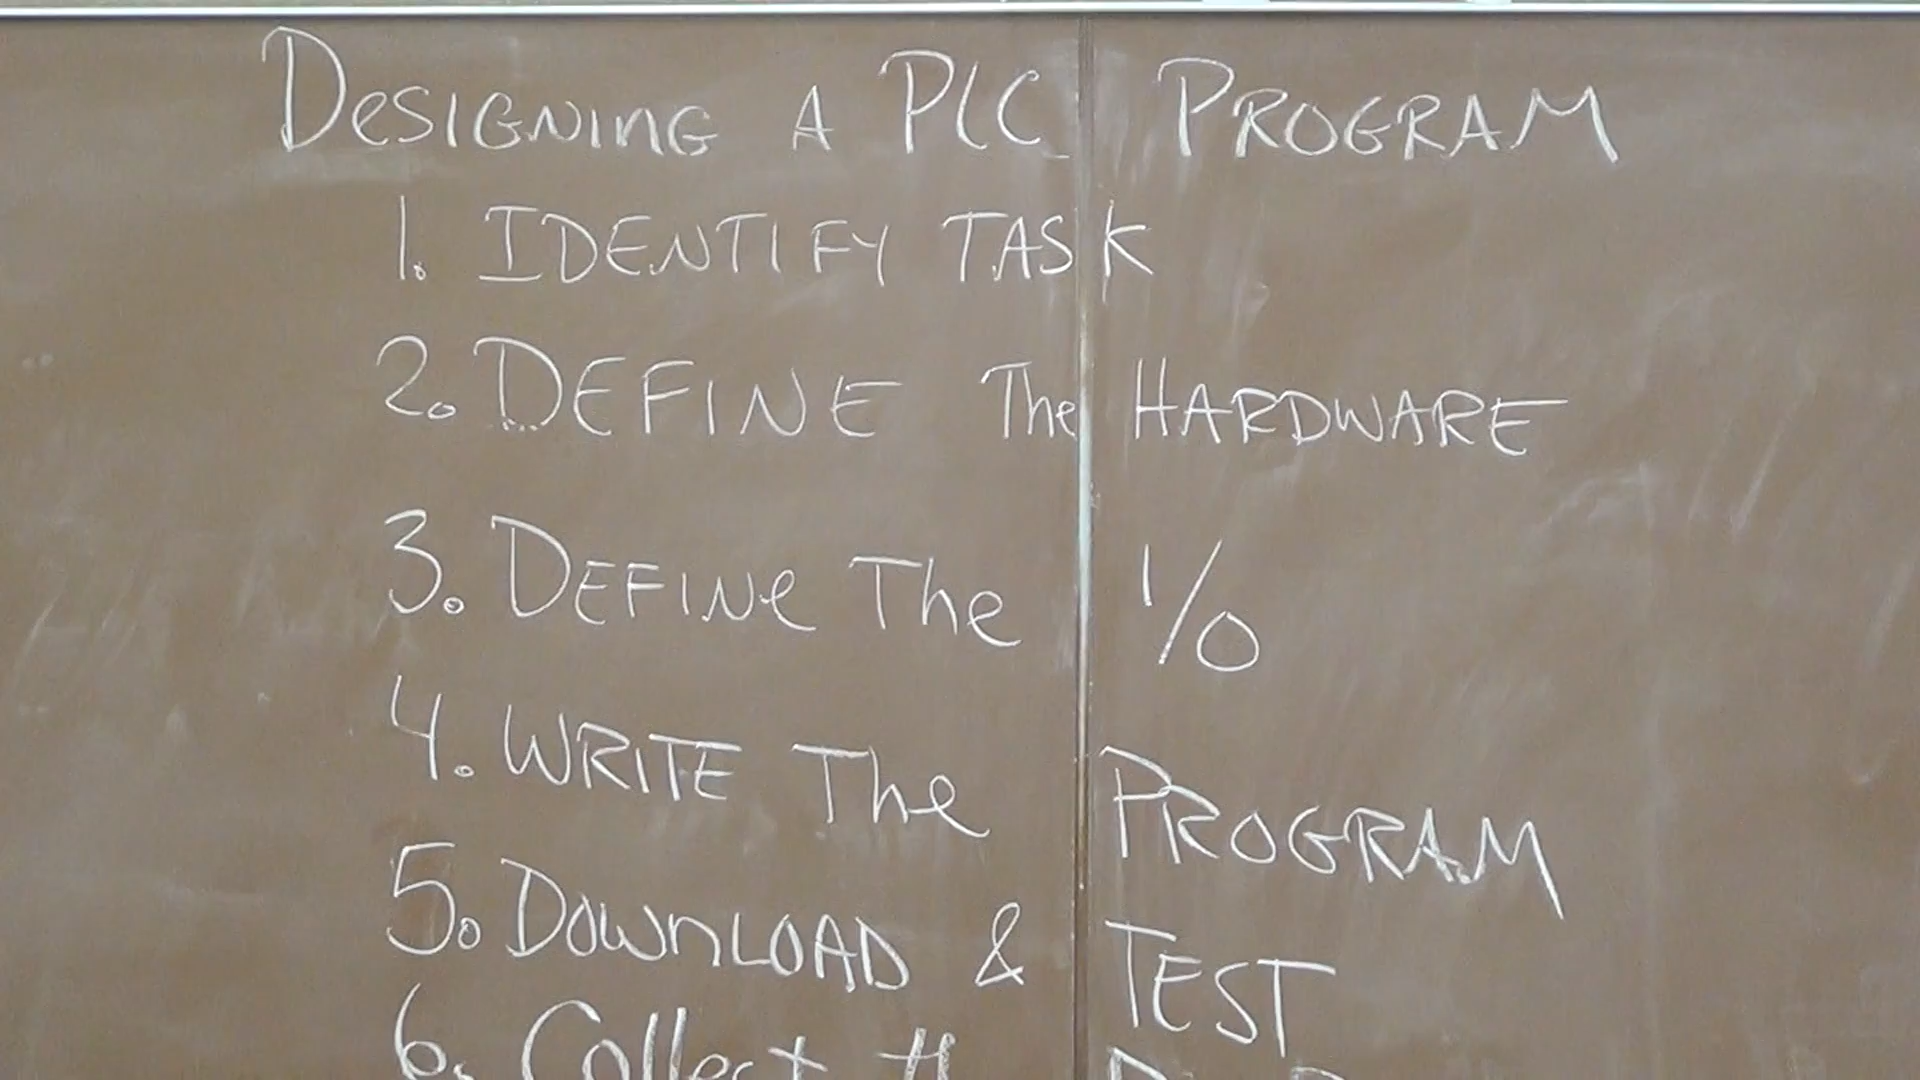 DeSIGNInG A PLC PROGRAM
1. IDENTIFY TASK
2. DEFINE The HARDWARE
3. DEFINe The I/O
4. WRITE The PROGRAM
5. DOWnLOAD & TEST
6. Collect